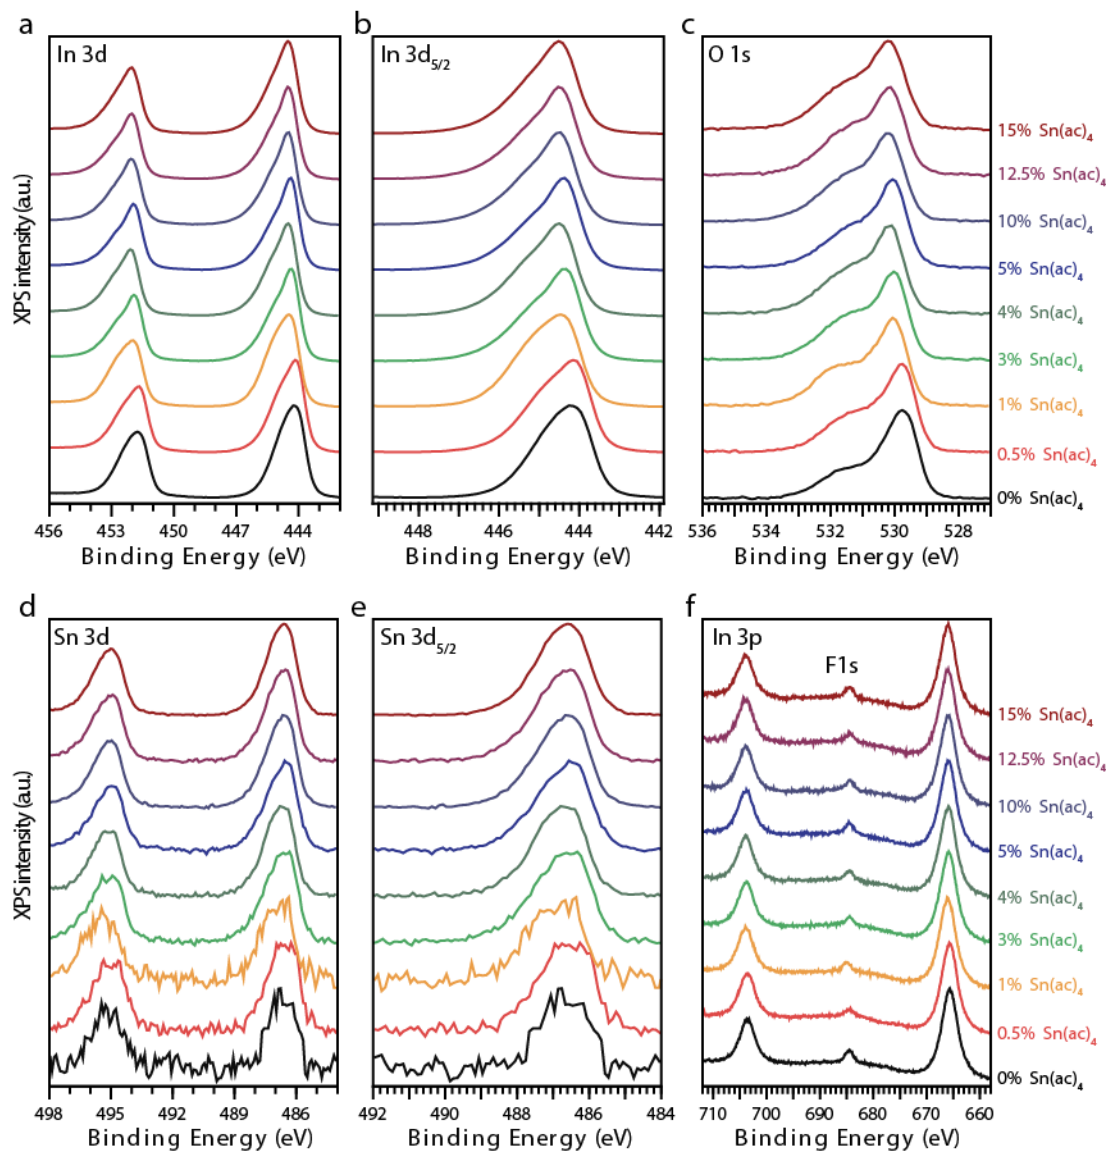 a
b
c
In 3d
In 3d5/2
O 1s
XPS intensity (a.u.)
15% Sn(ac)4
12.5% Sn(ac)4
10% Sn(ac)4
5% Sn(ac)4
4% Sn(ac)4
3% Sn(ac)4
1% Sn(ac)4
0.5% Sn(ac)4
0% Sn(ac)4
456 453 450 447 444
448 446 444 442
536 534 532 530 528
Binding Energy (eV)
Binding Energy (eV)
Binding Energy (eV)
d
e
f
Sn 3d
Sn 3d5/2
In 3p
F1s
XPS intensity (a.u.)
15% Sn(ac)4
12.5% Sn(ac)4
10% Sn(ac)4
5% Sn(ac)4
4% Sn(ac)4
3% Sn(ac)4
1% Sn(ac)4
0.5% Sn(ac)4
0% Sn(ac)4
498 495 492 489 486
492 490 488 486 484
710 700 690 680 670 660
Binding Energy (eV)
Binding Energy (eV)
Binding Energy (eV)